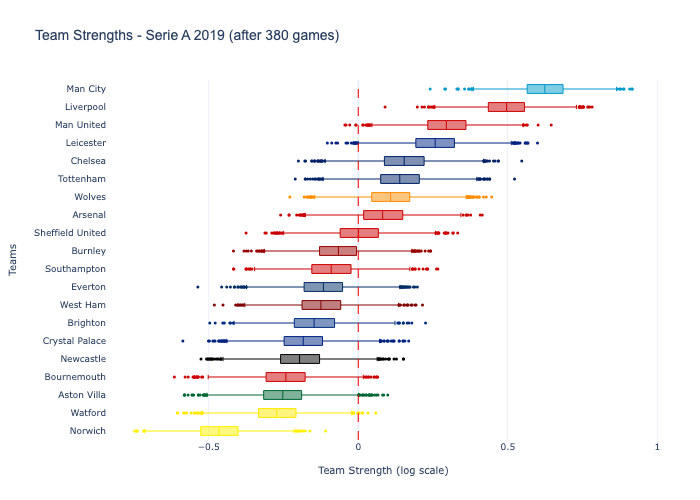 Team Strengths - Serie A 2019 (after 380 games)
Man City
Liverpool
Man United
Leicester
Chelsea
Tottenham
Wolves
Arsenal
Sheffield United
Burnley
Southampton
Everton
West Ham
Brighton
Crystal Palace
Newcastle
Bournemouth
Aston Villa
Watford
Norwich
Teams
−0.5 0 0.5 1
Team Strength (log scale)